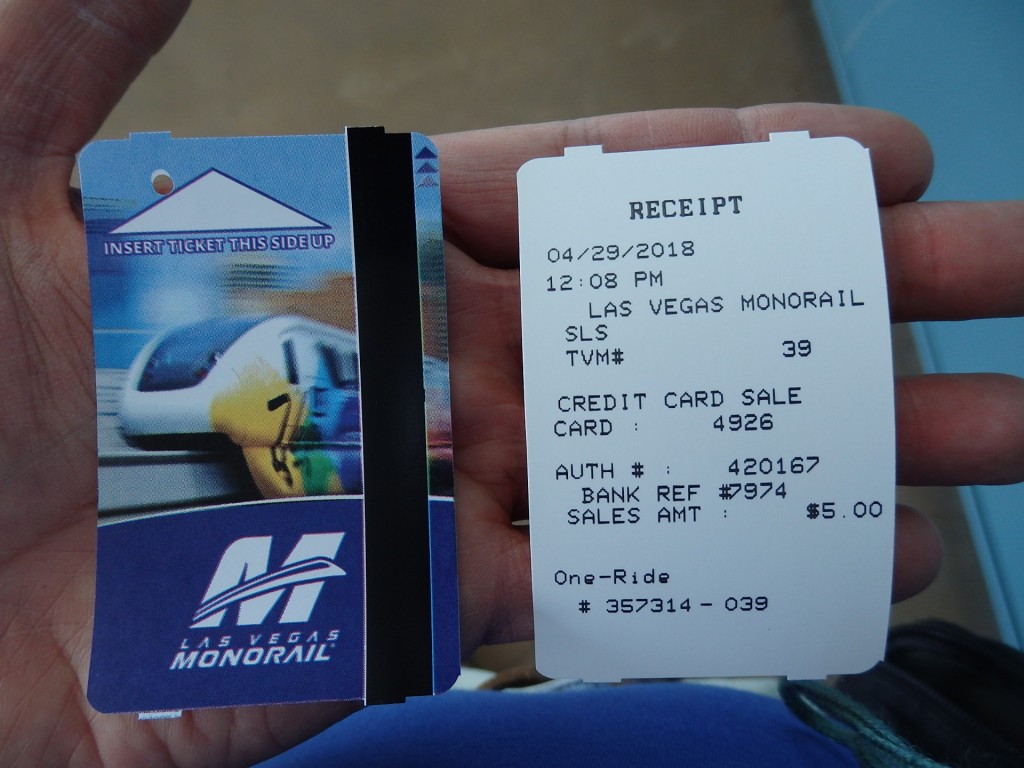 INSERT TICKET THIS SIDE UP
M
LAS VEGAS
MONORAIL
RECEIPT
04/29/2018
12:08 PM
LAS VEGAS MONORAIL
SLS
TVM# 39
CREDIT CARD SALE
CARD : 4926
AUTH # : 420167
BANK REF #7974
SALES AMT : $5.00
One-Ride
# 357314 - 039